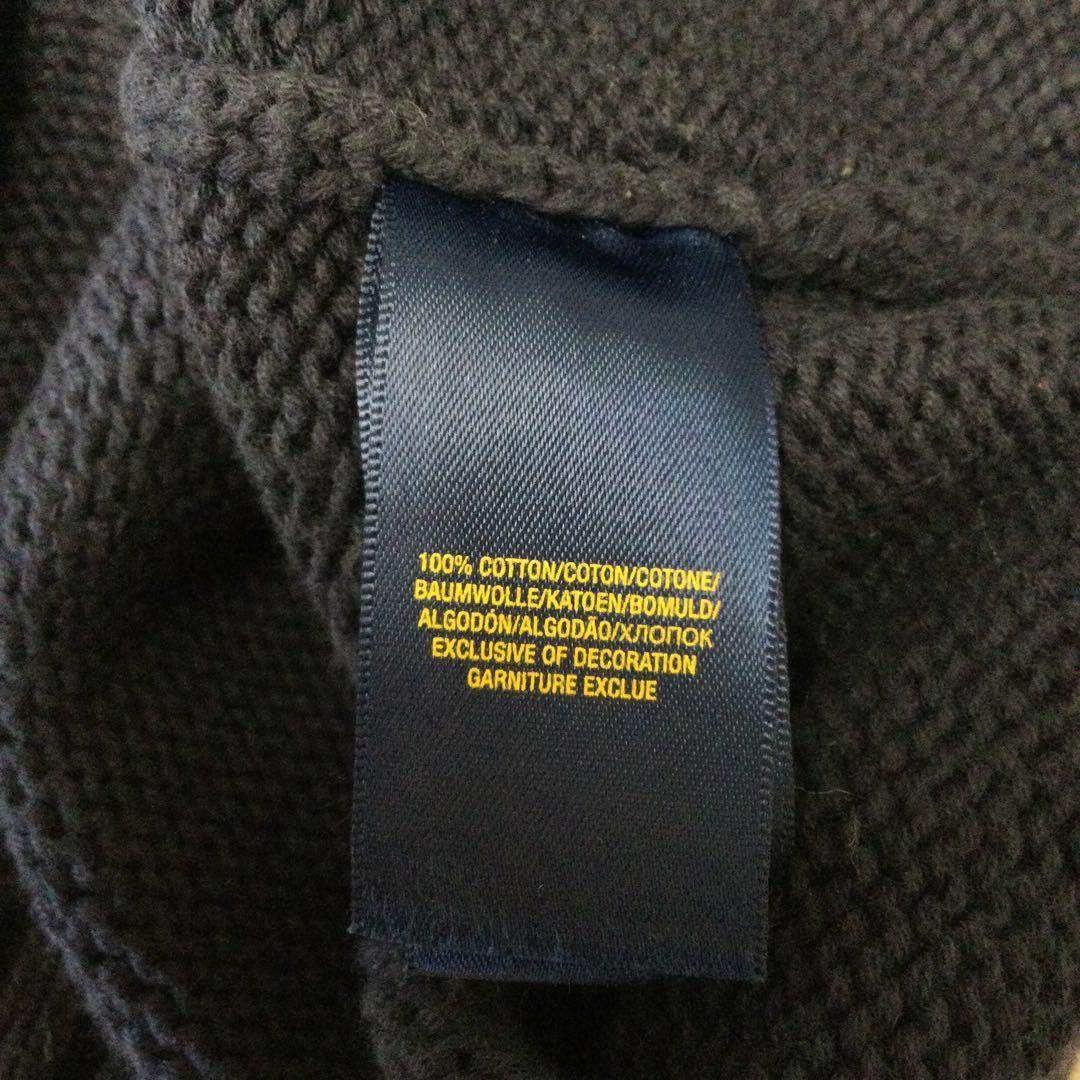 100% COTTON/COTON/COTONE/
BAUMWOLLE/KATOEN/BOMULD/
ALGODÓN/ALGODÃO/ХЛОПОК
EXCLUSIVE OF DECORATION
GARNITURE EXCLUE